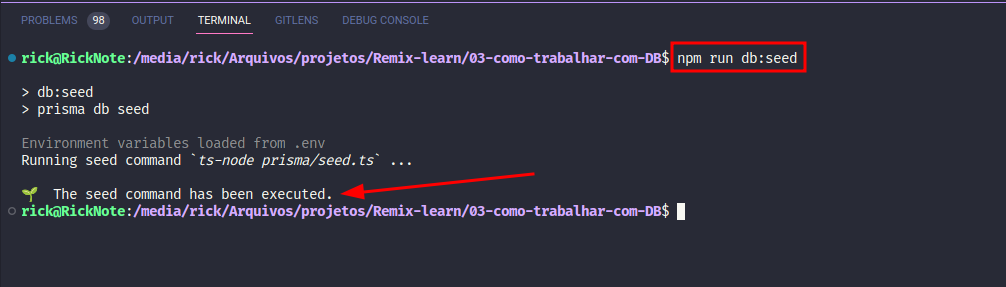 PROBLEMS 98 OUTPUT TERMINAL GITLENS DEBUG CONSOLE
rick@RickNote:/media/rick/Arquivos/projetos/Remix-learn/03-como-trabalhar-com-DB$ npm run db:seed
> db:seed
> prisma db seed
Environment variables loaded from .env
Running seed command `ts-node prisma/seed.ts` ...
🌱  The seed command has been executed.
rick@RickNote:/media/rick/Arquivos/projetos/Remix-learn/03-como-trabalhar-com-DB$